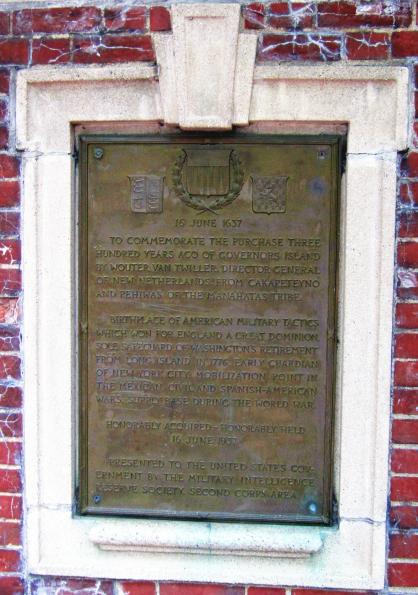 16 JUNE 1637
TO COMMEMORATE THE PURCHASE THREE
HUNDRED YEARS AGO OF GOVERNORS ISLAND
BY WOUTER VAN TWILLER, DIRECTOR GENERAL
OF NEW NETHERLANDS FROM CAKAPETEYNO
AND PEHIWAS OF THE MANAHATAS TRIBE.
BIRTHPLACE OF AMERICAN MILITARY TACTICS
WHICH WON FOR ENGLAND A GREAT DOMINION.
SOLE SAFEGUARD OF WASHINGTON'S RETIREMENT
FROM LONG ISLAND IN 1776. EARLY GUARDIAN
OF NEW YORK CITY. MOBILIZATION POINT IN
THE MEXICAN, CIVIL AND SPANISH-AMERICAN
WARS. SUPPLY BASE DURING THE WORLD WAR.
HONORABLY ACQUIRED - HONORABLY HELD
16 JUNE 1937
PRESENTED TO THE UNITED STATES GOV-
ERNMENT BY THE MILITARY INTELLIGENCE
RESERVE SOCIETY, SECOND CORPS AREA